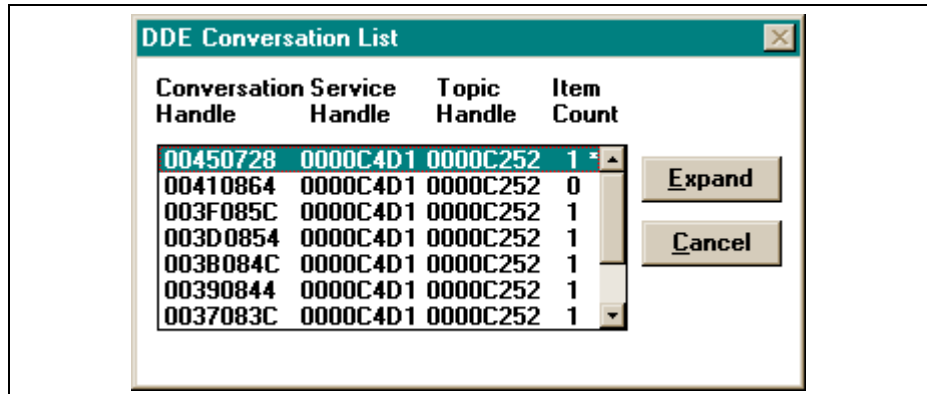 DDE Conversation List
Conversation Service Topic Item
Handle Handle Handle Count
00450728 0000C4D1 0000C252 1 *
00410864 0000C4D1 0000C252 0
003F085C 0000C4D1 0000C252 1
003D0854 0000C4D1 0000C252 1
003B084C 0000C4D1 0000C252 1
00390844 0000C4D1 0000C252 1
0037083C 0000C4D1 0000C252 1
Expand
Cancel